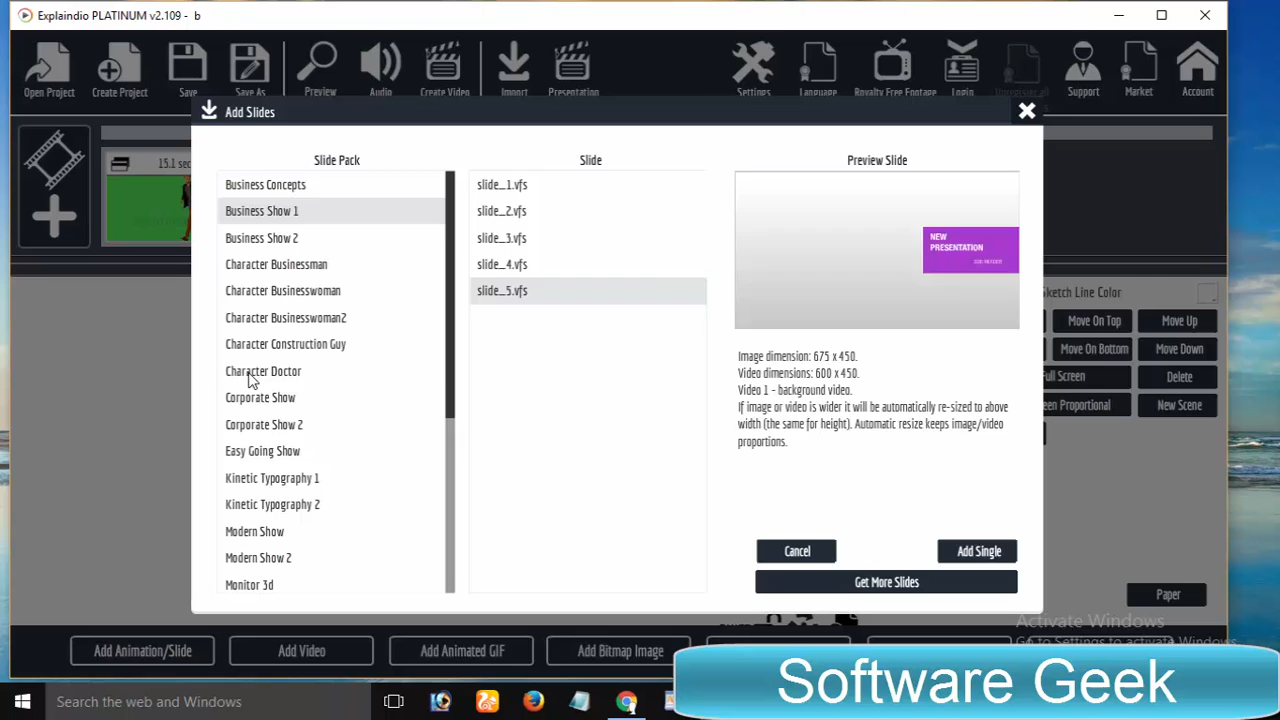 Explaindio PLATINUM v2.109 - b
Open Project
Create Project
Save
Save As
Preview
Audio
Create Video
Import
Presentation
Settings
Language
Royalty Free Footage
Login
Support
Market
Account
Add Slides
15.1 sec
Slide Pack
Slide
Preview Slide
Business Concepts
Business Show 1
Business Show 2
Character Businessman
Character Businesswoman
Character Businesswoman2
Character Construction Guy
Character Doctor
Corporate Show
Corporate Show 2
Easy Going Show
Kinetic Typography 1
Kinetic Typography 2
Modern Show
Modern Show 2
Monitor 3d
slide_1.vfs
slide_2.vfs
slide_3.vfs
slide_4.vfs
slide_5.vfs
NEW
PRESENTATION
Image dimension: 675 x 450.
Video dimensions: 600 x 450.
Video 1 - background video.
If image or video is wider it will be automatically re-sized to above
width (the same for height). Automatic resize keeps image/video
proportions.
Cancel
Add Single
Get More Slides
Sketch Line Color
Move On Top
Move Up
Move On Bottom
Move Down
Full Screen
Delete
Proportional
New Scene
Paper
Activate Windows
Go to Settings to activate Windows.
Add Animation/Slide
Add Video
Add Animated GIF
Add Bitmap Image
Search the web and Windows
Software Geek